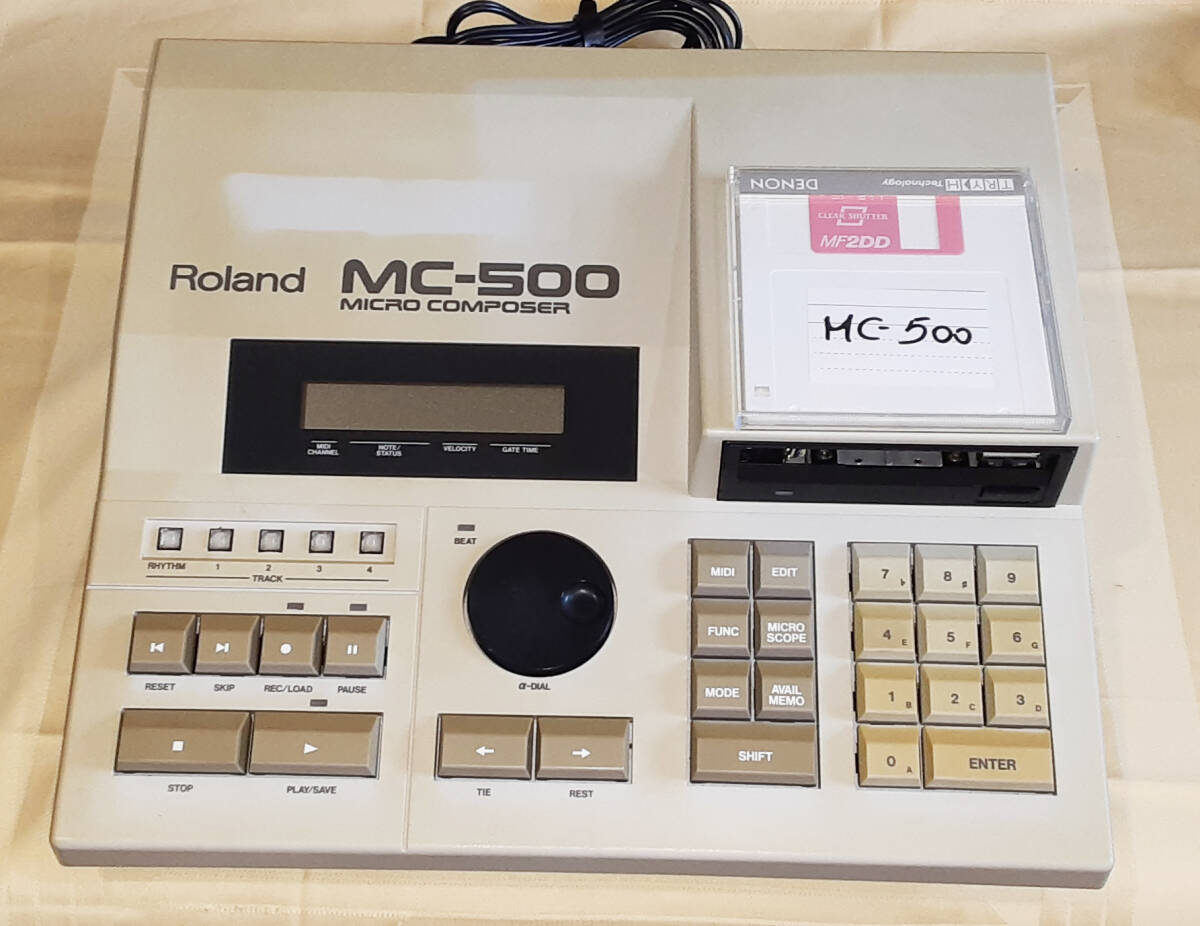 DENON
TRY▶H Technology
CLEAR SHUTTER
MF2DD
MC-500
Roland MC-500
MICRO COMPOSER
MIDI CHANNEL
NOTE/ STATUS
VELOCITY
GATE TIME
RHYTHM 1 2 3 4
TRACK
BEAT
α-DIAL
RESET SKIP REC/LOAD PAUSE
STOP PLAY/SAVE
TIE REST
MIDI EDIT
FUNC MICRO SCOPE
MODE AVAIL MEMO
SHIFT
7 ♭ 8 ♯ 9
4 E 5 F 6 G
1 B 2 C 3 D
0 A ENTER